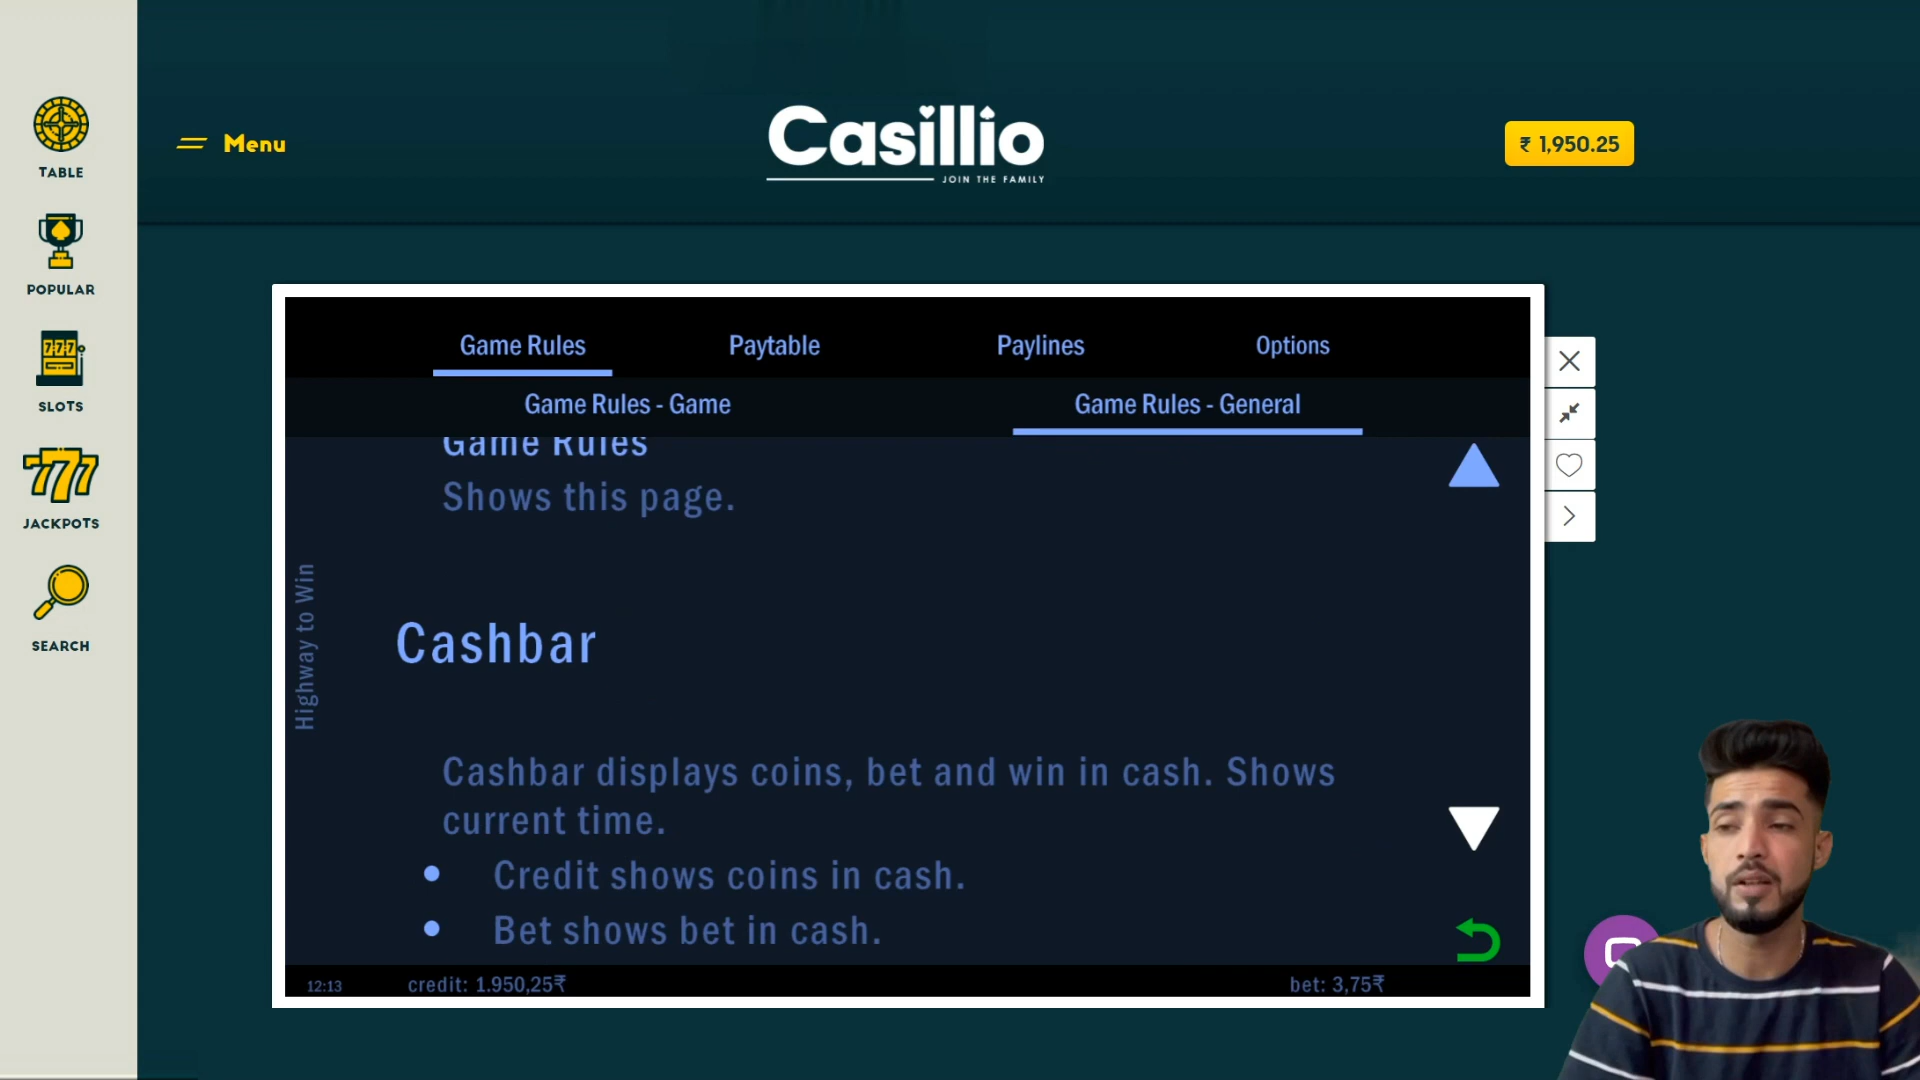 TABLE
POPULAR
777
SLOTS
777
JACKPOTS
SEARCH
Menu
Casillio
JOIN THE FAMILY
₹ 1,950.25
Game Rules
Paytable
Paylines
Options
Game Rules - Game
Game Rules - General
Game Rules
Shows this page.
Highway to Win
Cashbar
Cashbar displays coins, bet and win in cash. Shows
current time.
• Credit shows coins in cash.
• Bet shows bet in cash.
12:13
credit: 1.950,25₹
bet: 3,75₹